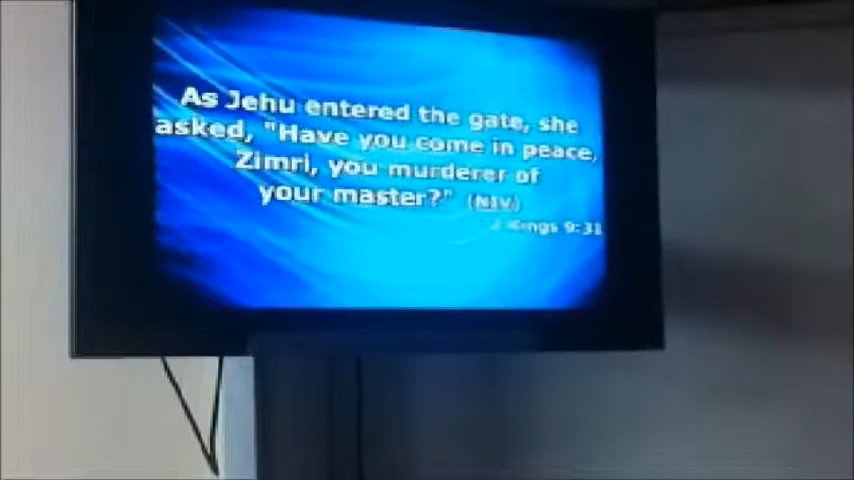 As Jehu entered the gate, she
asked, "Have you come in peace,
Zimri, you murderer of
your master?" (NIV)
Kings 9:31